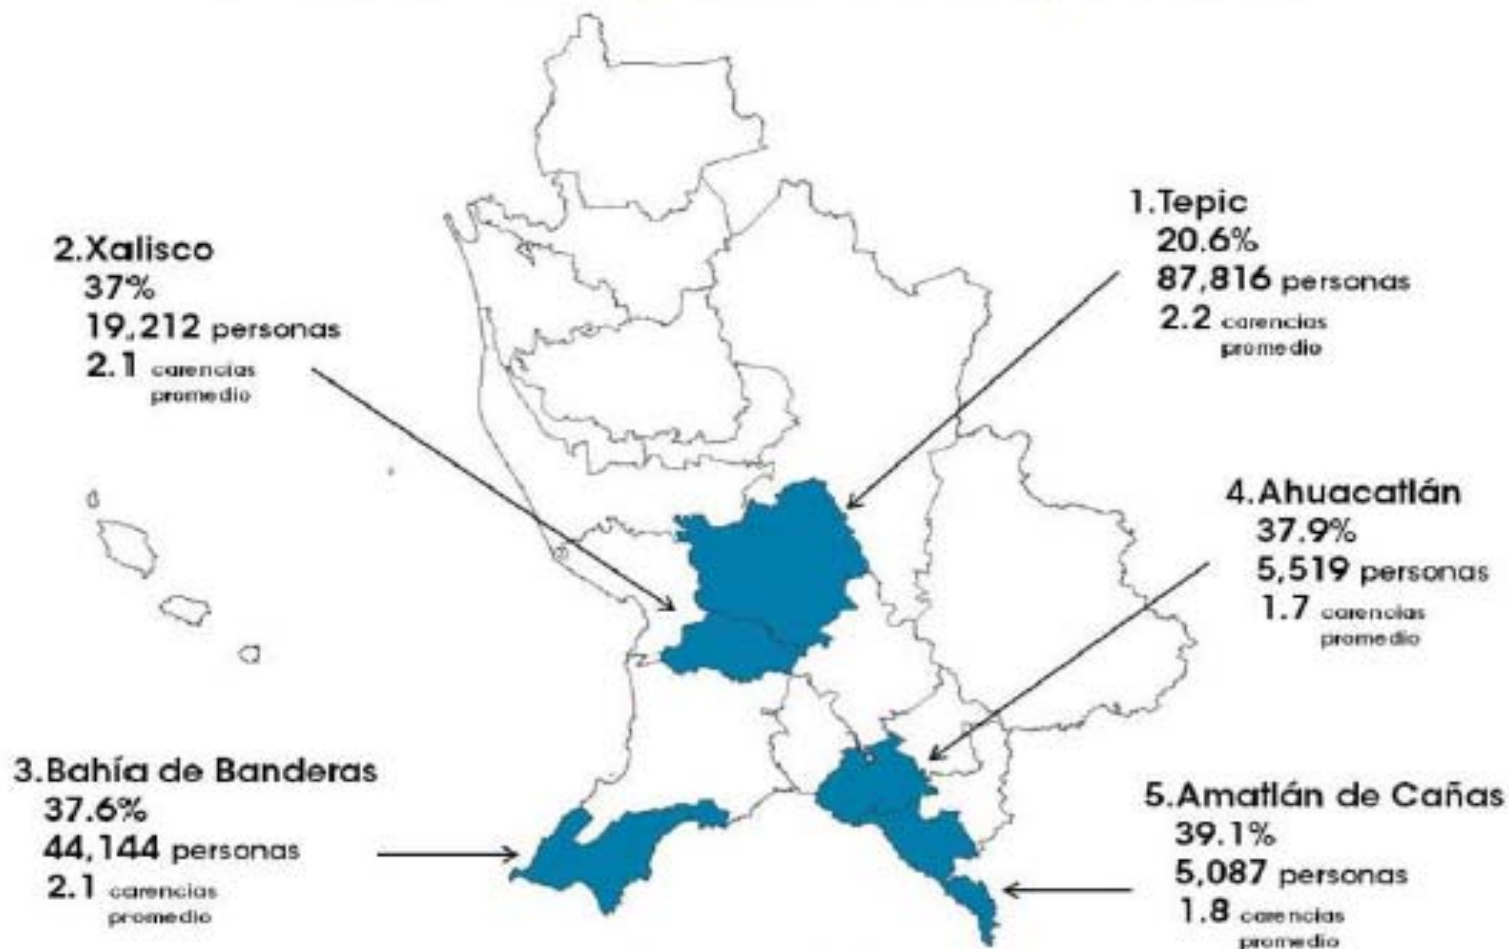 1.Tepic
20.6%
87,816 personas
2.2 carencias
promedio
2.Xalisco
37%
19,212 personas
2.1 carencias
promedio
4.Ahuacatlán
37.9%
5,519 personas
1.7 carencias
promedio
3.Bahía de Banderas
37.6%
44,144 personas
2.1 carencias
promedio
5.Amatlán de Cañas
39.1%
5,087 personas
1.8 carencias
promedio